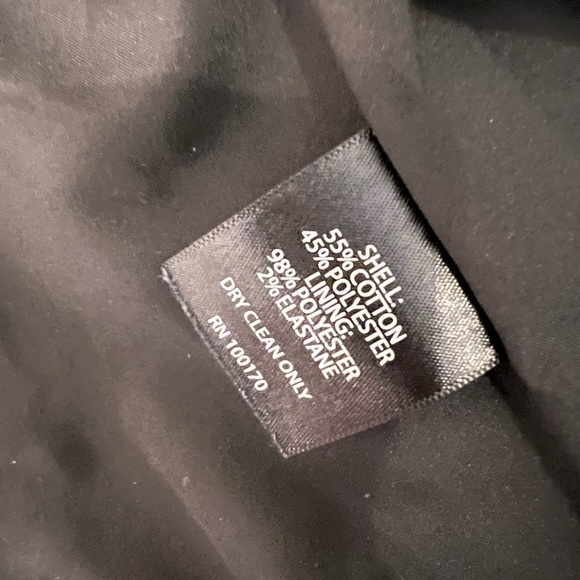 SHELL:
55% COTTON
45% POLYESTER
LINING:
98% POLYESTER
2% ELASTANE
DRY CLEAN ONLY
RN 100170